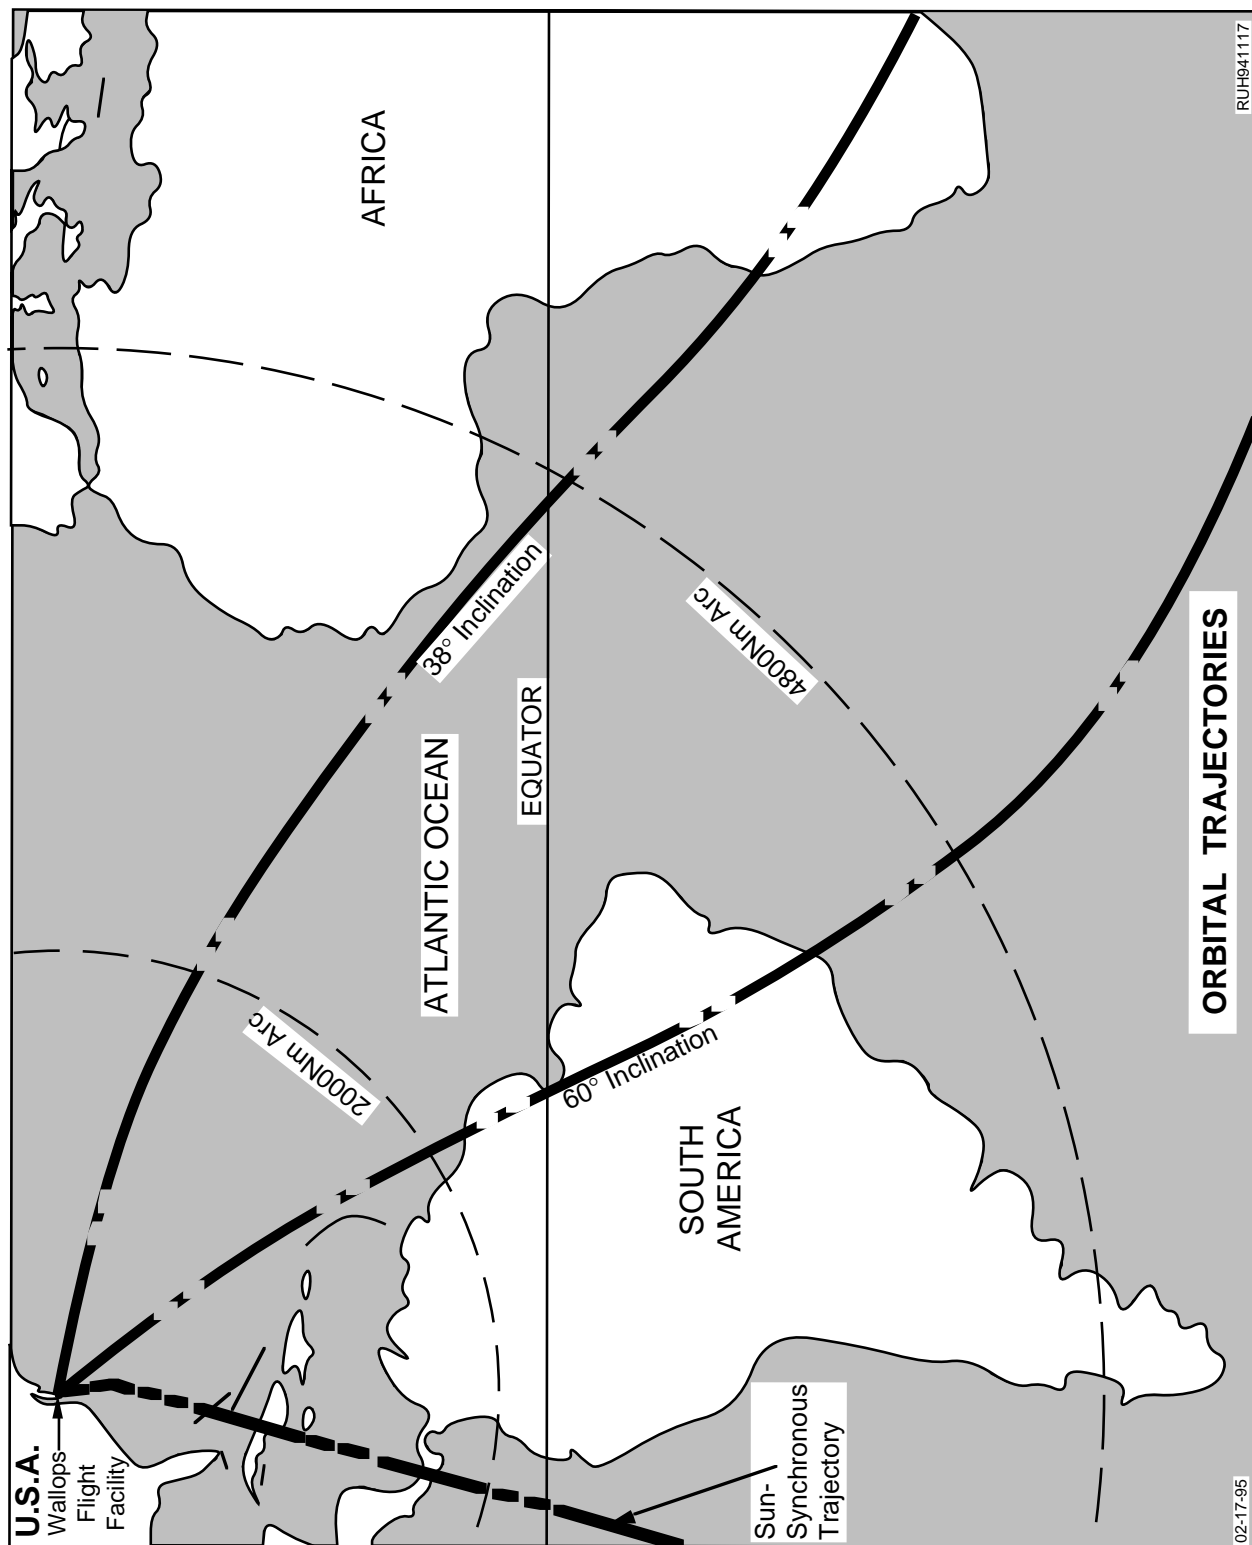 U.S.A.
Wallops
Flight
Facility
AFRICA
38° Inclination
ATLANTIC OCEAN
EQUATOR
2000Nm Arc
4800Nm Arc
60° Inclination
SOUTH
AMERICA
Sun-
Synchronous
Trajectory
ORBITAL TRAJECTORIES
02-17-95
RUH941117